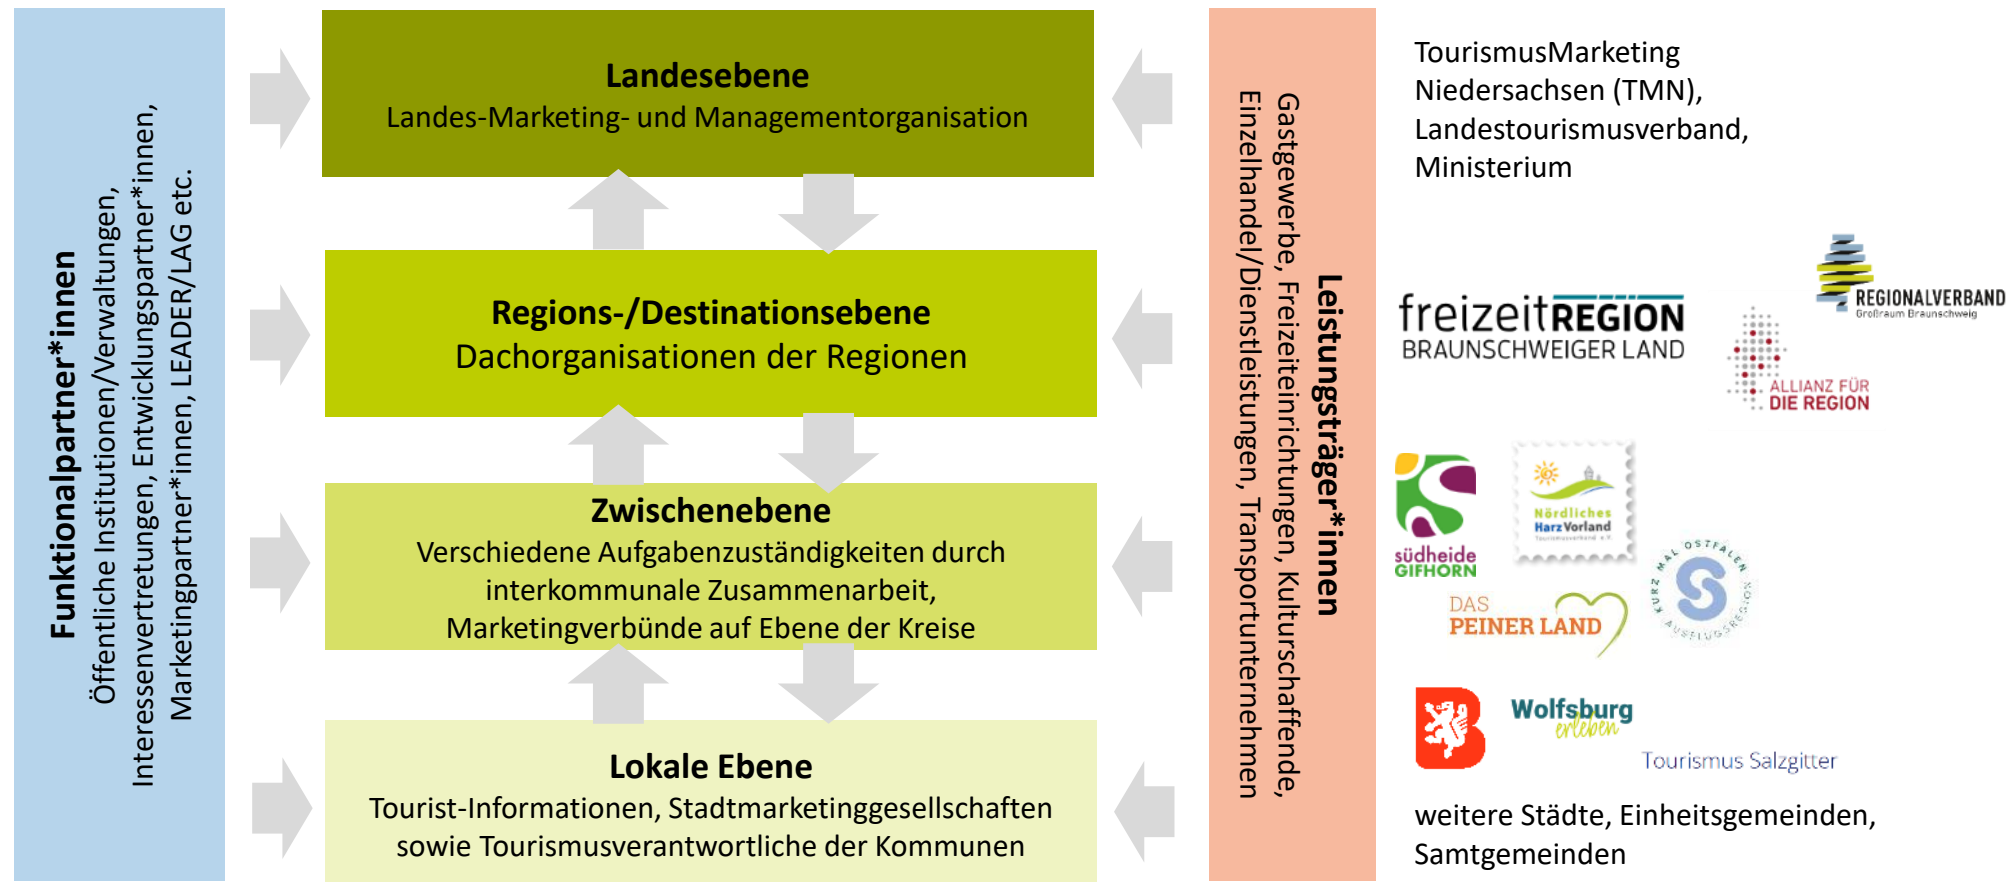 Funktionalpartner*innen
Öffentliche Institutionen/Verwaltungen,
Interessenvertretungen, Entwicklungspartner*innen,
Marketingpartner*innen, LEADER/LAG etc.
Landesebene
Landes-Marketing- und Managementorganisation
Regions-/Destinationsebene
Dachorganisationen der Regionen
Zwischenebene
Verschiedene Aufgabenzuständigkeiten durch
interkommunale Zusammenarbeit,
Marketingverbünde auf Ebene der Kreise
Lokale Ebene
Tourist-Informationen, Stadtmarketinggesellschaften
sowie Tourismusverantwortliche der Kommunen
Leistungsträger*innen
Gastgewerbe, Freizeiteinrichtungen, Kulturschaffende,
Einzelhandel/Dienstleistungen, Transportunternehmen
TourismusMarketing
Niedersachsen (TMN),
Landestourismusverband,
Ministerium
freizeitREGION
BRAUNSCHWEIGER LAND
REGIONALVERBAND
Großraum Braunschweig
ALLIANZ FÜR
DIE REGION
südheide
GIFHORN
Nördliches
HarzVorland
Tourismusverband e.V.
DAS
PEINER LAND
KURZ MAL OSTFALEN
AUSFLUGSREGION
S
B
Wolfsburg
erleben
Tourismus Salzgitter
weitere Städte, Einheitsgemeinden,
Samtgemeinden